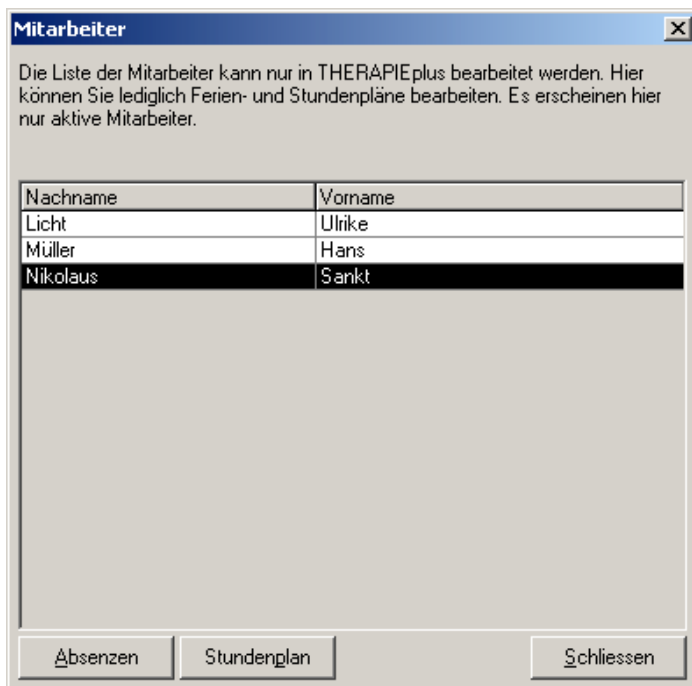 Mitarbeiter
Die Liste der Mitarbeiter kann nur in THERAPIEplus bearbeitet werden. Hier
können Sie lediglich Ferien- und Stundenpläne bearbeiten. Es erscheinen hier
nur aktive Mitarbeiter.
Nachname Vorname
Licht Ulrike
Müller Hans
Nikolaus Sankt
Absenzen Stundenplan Schliessen